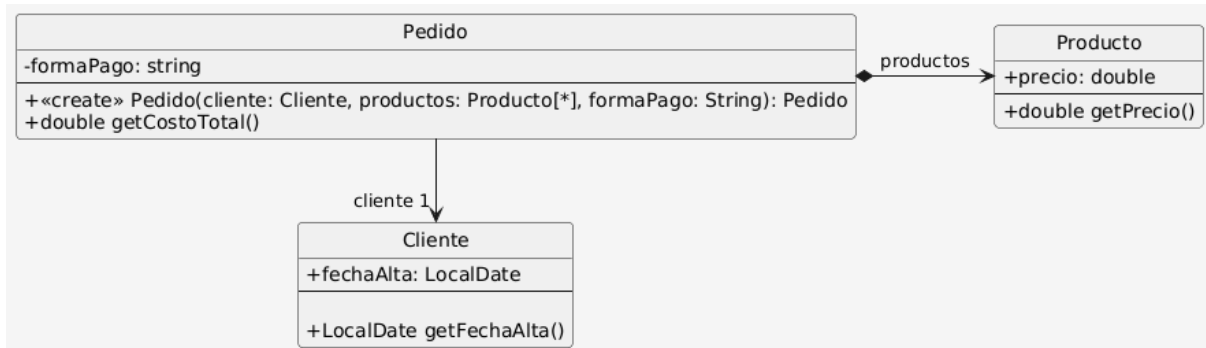 Pedido
-formaPago: string
+«create» Pedido(cliente: Cliente, productos: Producto[*], formaPago: String): Pedido
+double getCostoTotal()
productos
Producto
+precio: double
+double getPrecio()
cliente 1
Cliente
+fechaAlta: LocalDate
+LocalDate getFechaAlta()